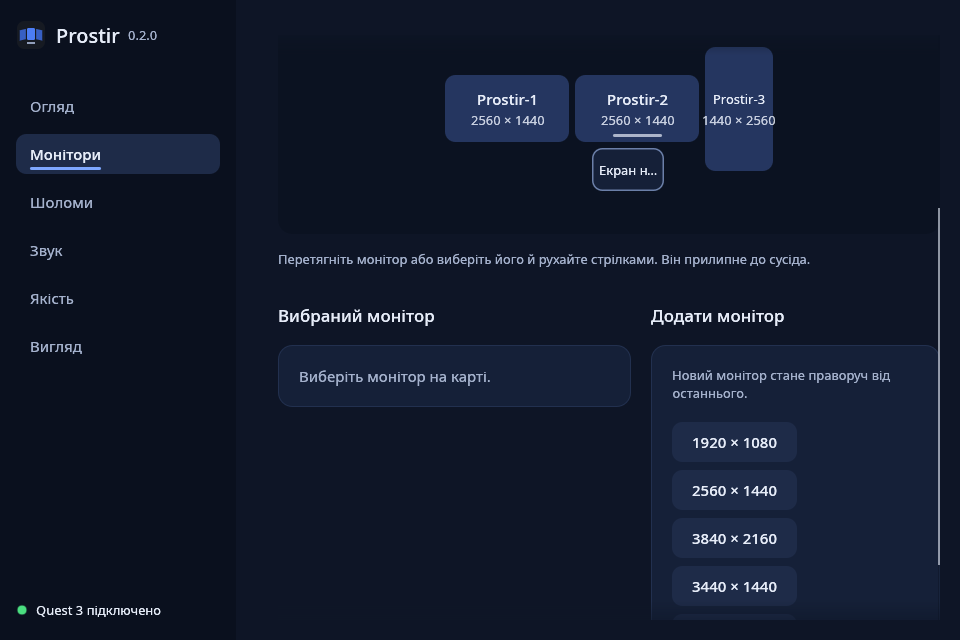 Prostir 0.2.0
Огляд
Монітори
Шоломи
Звук
Якість
Вигляд
Quest 3 підключено
Prostir-1
2560 × 1440
Prostir-2
2560 × 1440
Prostir-3
1440 × 2560
Екран н...
Перетягніть монітор або виберіть його й рухайте стрілками. Він прилипне до сусіда.
Вибраний монітор
Виберіть монітор на карті.
Додати монітор
Новий монітор стане праворуч від
останнього.
1920 × 1080
2560 × 1440
3840 × 2160
3440 × 1440